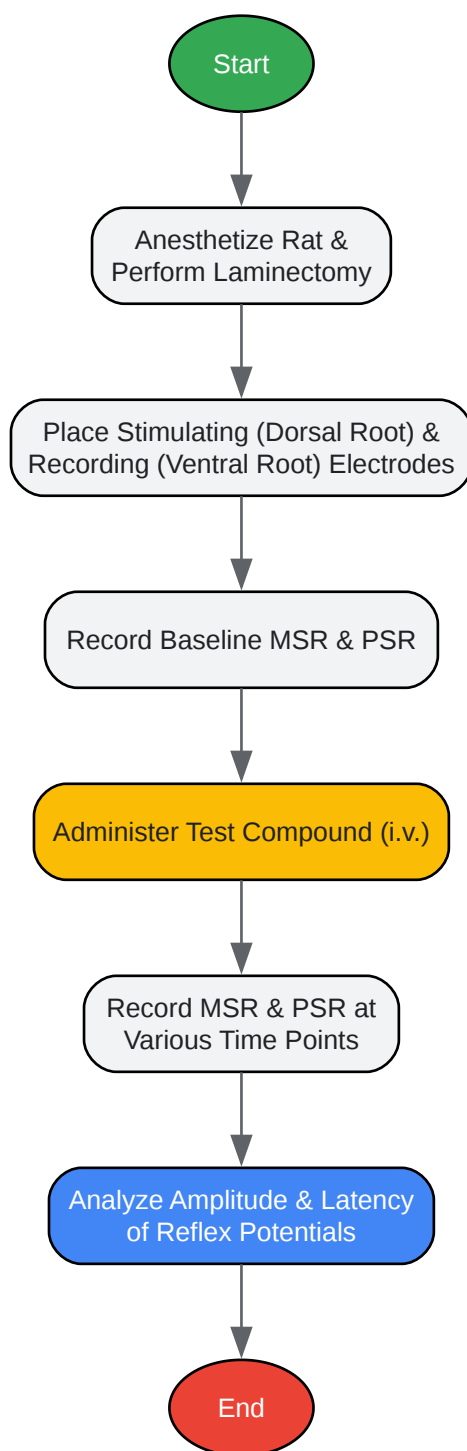 Start
Anesthetize Rat &
Perform Laminectomy
Place Stimulating (Dorsal Root) &
Recording (Ventral Root) Electrodes
Record Baseline MSR & PSR
Administer Test Compound (i.v.)
Record MSR & PSR at
Various Time Points
Analyze Amplitude & Latency
of Reflex Potentials
End